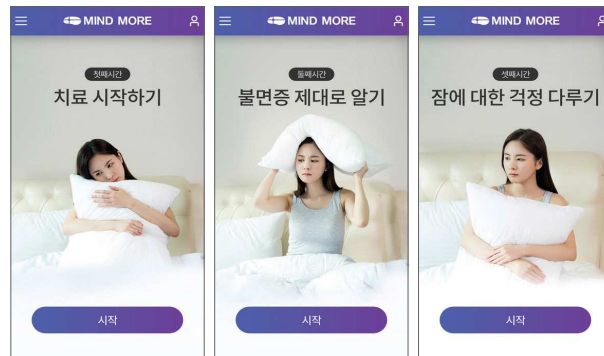 MIND MORE
첫째시간
치료 시작하기
시작
MIND MORE
둘째시간
불면증 제대로 알기
시작
MIND MORE
셋째시간
잠에 대한 걱정 다루기
시작